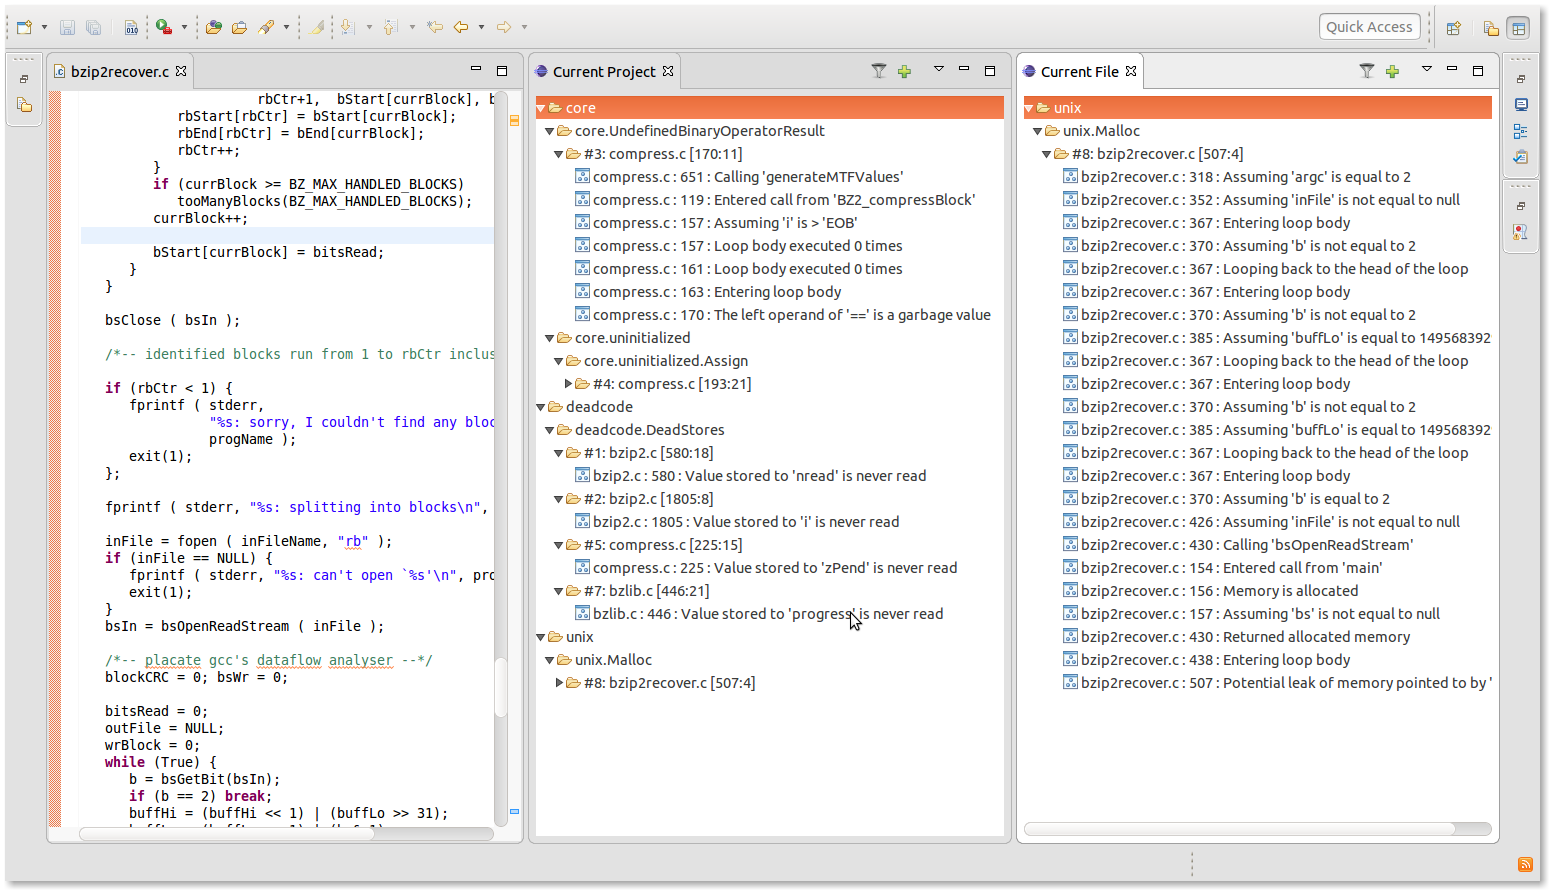 Quick Access
010
bzip2recover.c
rbCtr+1,  bStart[currBlock], b
rbStart[rbCtr] = bStart[currBlock];
rbEnd[rbCtr] = bEnd[currBlock];
rbCtr++;
}
if (currBlock >= BZ_MAX_HANDLED_BLOCKS)
tooManyBlocks(BZ_MAX_HANDLED_BLOCKS);
currBlock++;
bStart[currBlock] = bitsRead;
}
}
bsClose ( bsIn );
/*-- identified blocks run from 1 to rbCtr inclus
if (rbCtr < 1) {
fprintf ( stderr,
"%s: sorry, I couldn't find any bloc
progName );
exit(1);
};
fprintf ( stderr, "%s: splitting into blocks\n",
inFile = fopen ( inFileName, "rb" );
if (inFile == NULL) {
fprintf ( stderr, "%s: can't open `%s'\n", pro
exit(1);
}
bsIn = bsOpenReadStream ( inFile );
/*-- placate gcc's dataflow analyser --*/
blockCRC = 0; bsWr = 0;
bitsRead = 0;
outFile = NULL;
wrBlock = 0;
while (True) {
b = bsGetBit(bsIn);
if (b == 2) break;
buffHi = (buffHi << 1) | (buffLo >> 31);
Current Project
core
core.UndefinedBinaryOperatorResult
#3: compress.c [170:11]
compress.c : 651 : Calling 'generateMTFValues'
compress.c : 119 : Entered call from 'BZ2_compressBlock'
compress.c : 157 : Assuming 'i' is > 'EOB'
compress.c : 157 : Loop body executed 0 times
compress.c : 161 : Loop body executed 0 times
compress.c : 163 : Entering loop body
compress.c : 170 : The left operand of '==' is a garbage value
core.uninitialized
core.uninitialized.Assign
#4: compress.c [193:21]
deadcode
deadcode.DeadStores
#1: bzip2.c [580:18]
bzip2.c : 580 : Value stored to 'nread' is never read
#2: bzip2.c [1805:8]
bzip2.c : 1805 : Value stored to 'i' is never read
#5: compress.c [225:15]
compress.c : 225 : Value stored to 'zPend' is never read
#7: bzlib.c [446:21]
bzlib.c : 446 : Value stored to 'progress' is never read
unix
unix.Malloc
#8: bzip2recover.c [507:4]
Current File
unix
unix.Malloc
#8: bzip2recover.c [507:4]
bzip2recover.c : 318 : Assuming 'argc' is equal to 2
bzip2recover.c : 352 : Assuming 'inFile' is not equal to null
bzip2recover.c : 367 : Entering loop body
bzip2recover.c : 370 : Assuming 'b' is not equal to 2
bzip2recover.c : 367 : Looping back to the head of the loop
bzip2recover.c : 367 : Entering loop body
bzip2recover.c : 370 : Assuming 'b' is not equal to 2
bzip2recover.c : 385 : Assuming 'buffLo' is equal to 149568392
bzip2recover.c : 367 : Looping back to the head of the loop
bzip2recover.c : 367 : Entering loop body
bzip2recover.c : 370 : Assuming 'b' is not equal to 2
bzip2recover.c : 385 : Assuming 'buffLo' is equal to 149568392
bzip2recover.c : 367 : Looping back to the head of the loop
bzip2recover.c : 367 : Entering loop body
bzip2recover.c : 370 : Assuming 'b' is equal to 2
bzip2recover.c : 426 : Assuming 'inFile' is not equal to null
bzip2recover.c : 430 : Calling 'bsOpenReadStream'
bzip2recover.c : 154 : Entered call from 'main'
bzip2recover.c : 156 : Memory is allocated
bzip2recover.c : 157 : Assuming 'bs' is not equal to null
bzip2recover.c : 430 : Returned allocated memory
bzip2recover.c : 438 : Entering loop body
bzip2recover.c : 507 : Potential leak of memory pointed to by '